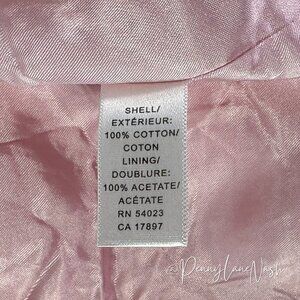 SHELL/
EXTÉRIEUR:
100% COTTON/
COTON
LINING/
DOUBLURE:
100% ACETATE/
ACÉTATE
RN 54023
CA 17897
@PennyLaneNash